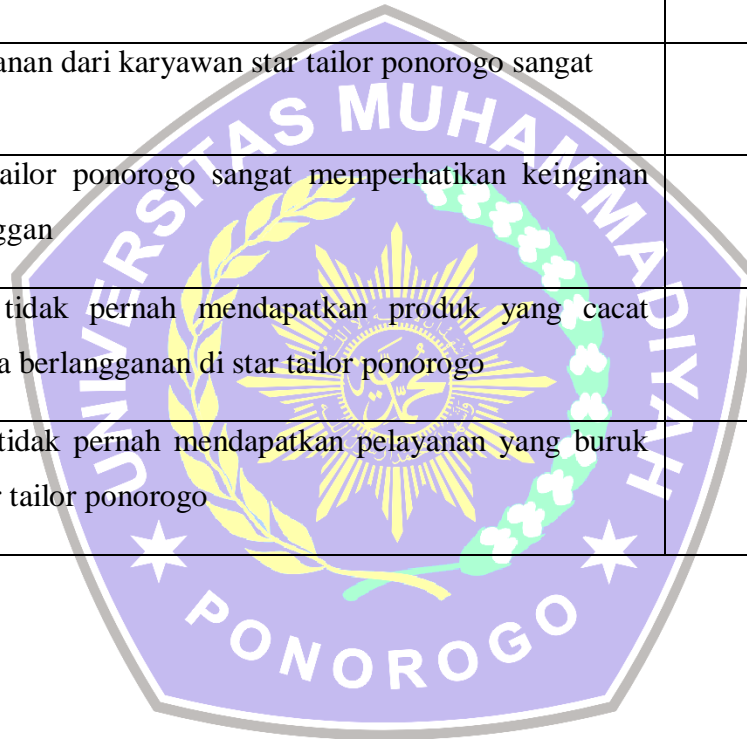 anan dari karyawan star tailor ponorogo sangat
ailor ponorogo sangat memperhatikan keinginan
ggan
tidak pernah mendapatkan produk yang cacat
a berlangganan di star tailor ponorogo
tidak pernah mendapatkan pelayanan yang buruk
r tailor ponorogo
UNIVERSITAS MUHAMMADIYAH
PONOROGO